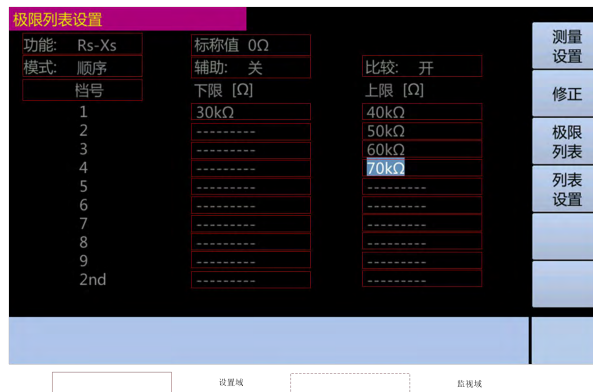 极限列表设置
功能: Rs-Xs 标称值 0Ω
模式: 顺序 辅助: 关 比较: 开
档号 下限 [Ω] 上限 [Ω]
1 30kΩ 40kΩ
2 --------- 50kΩ
3 --------- 60kΩ
4 --------- 70kΩ
5 --------- ---------
6 --------- ---------
7 --------- ---------
8 --------- ---------
9 --------- ---------
2nd --------- ---------
测量
设置
修正
极限
列表
列表
设置
设置域 监视域